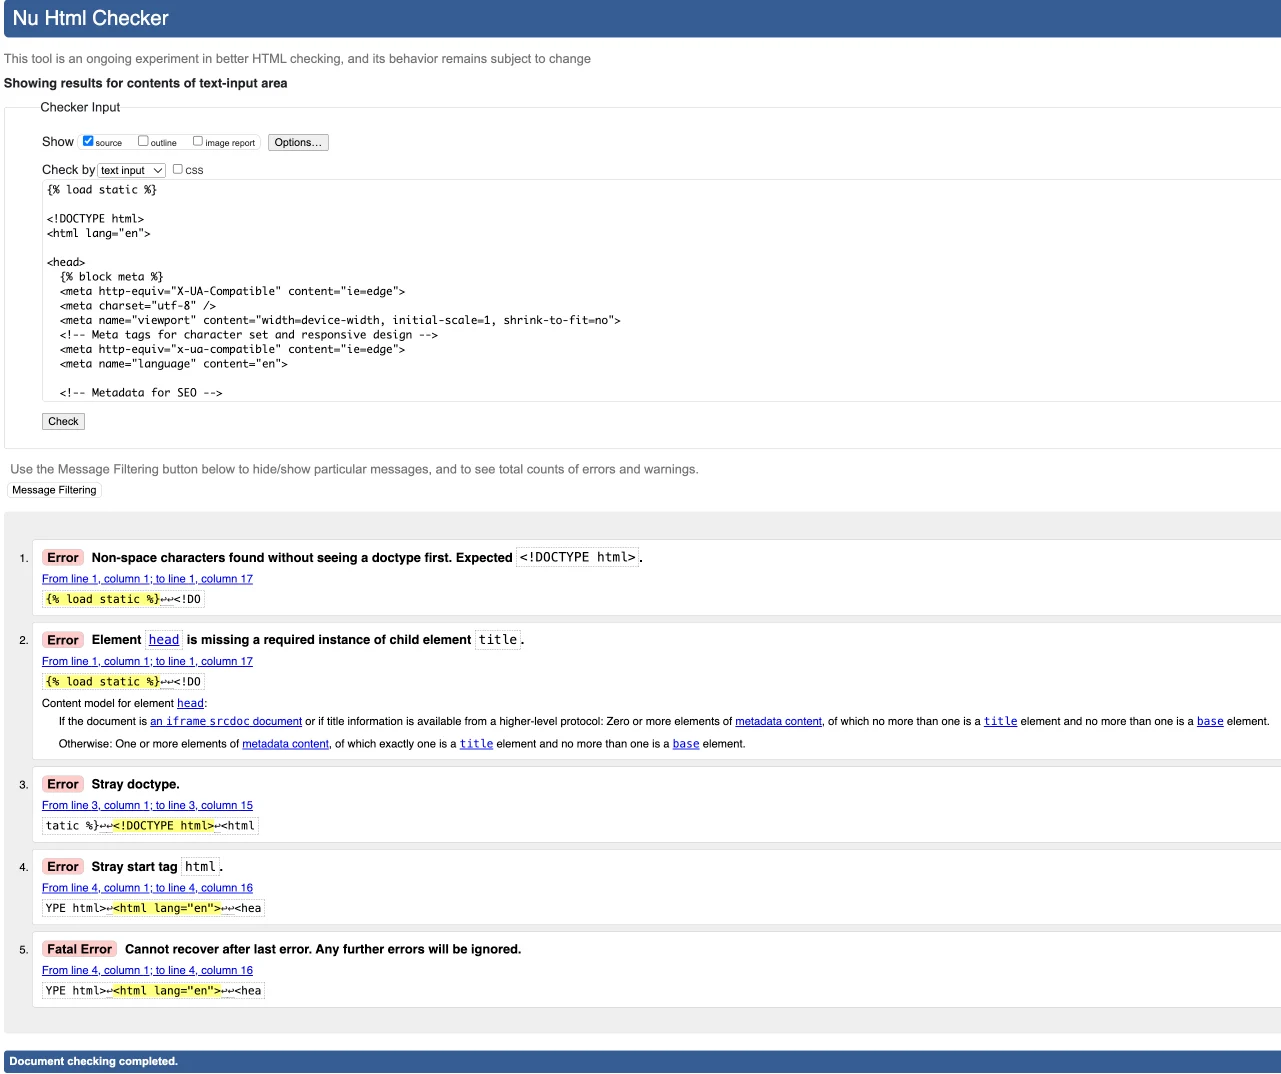 Nu Html Checker
This tool is an ongoing experiment in better HTML checking, and its behavior remains subject to change
Showing results for contents of text-input area
Checker Input
Show source outline image report Options...
Check by text input css
{% load static %}
<!DOCTYPE html>
<html lang="en">
<head>
{% block meta %}
<meta http-equiv="X-UA-Compatible" content="ie=edge">
<meta charset="utf-8" />
<meta name="viewport" content="width=device-width, initial-scale=1, shrink-to-fit=no">
<!-- Meta tags for character set and responsive design -->
<meta http-equiv="x-ua-compatible" content="ie=edge">
<meta name="language" content="en">
<!-- Metadata for SEO -->
Check
Use the Message Filtering button below to hide/show particular messages, and to see total counts of errors and warnings.
Message Filtering
1. Error Non-space characters found without seeing a doctype first. Expected <!DOCTYPE html>.
From line 1, column 1; to line 1, column 17
{% load static %}↩↩<!DO
2. Error Element head is missing a required instance of child element title.
From line 1, column 1; to line 1, column 17
{% load static %}↩↩<!DO
Content model for element head:
If the document is an iframe srcdoc document or if title information is available from a higher-level protocol: Zero or more elements of metadata content, of which no more than one is a title element and no more than one is a base element.
Otherwise: One or more elements of metadata content, of which exactly one is a title element and no more than one is a base element.
3. Error Stray doctype.
From line 3, column 1; to line 3, column 15
tatic %}↩↩<!DOCTYPE html>↩<html
4. Error Stray start tag html.
From line 4, column 1; to line 4, column 16
YPE html>↩<html lang="en">↩↩<hea
5. Fatal Error Cannot recover after last error. Any further errors will be ignored.
From line 4, column 1; to line 4, column 16
YPE html>↩<html lang="en">↩↩<hea
Document checking completed.